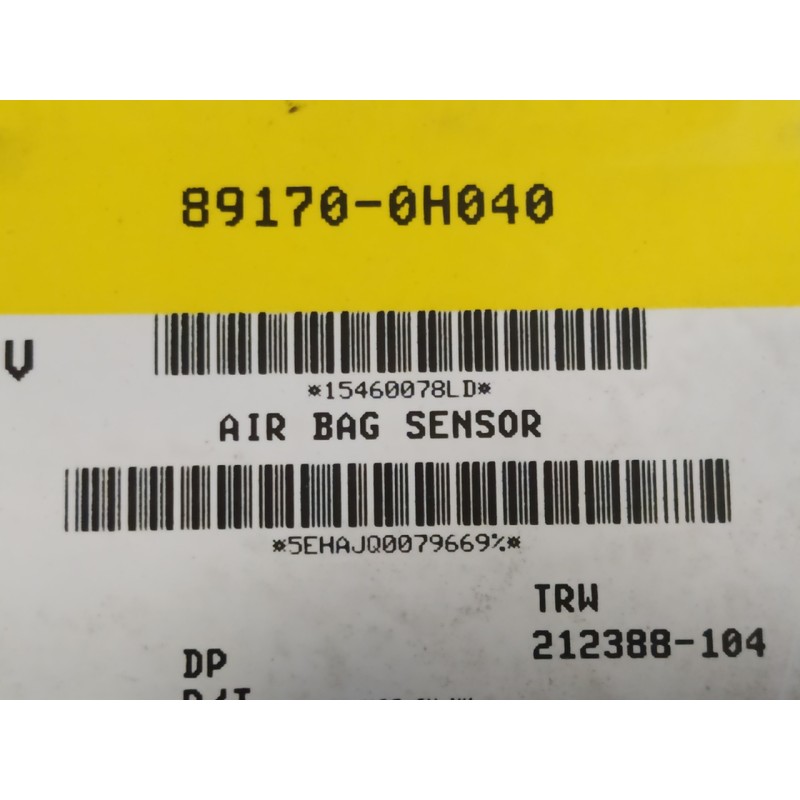 89170-0H040
V
*15460078LD*
AIR BAG SENSOR
*5EHAJQ0079669%*
TRW
212388-104
DP